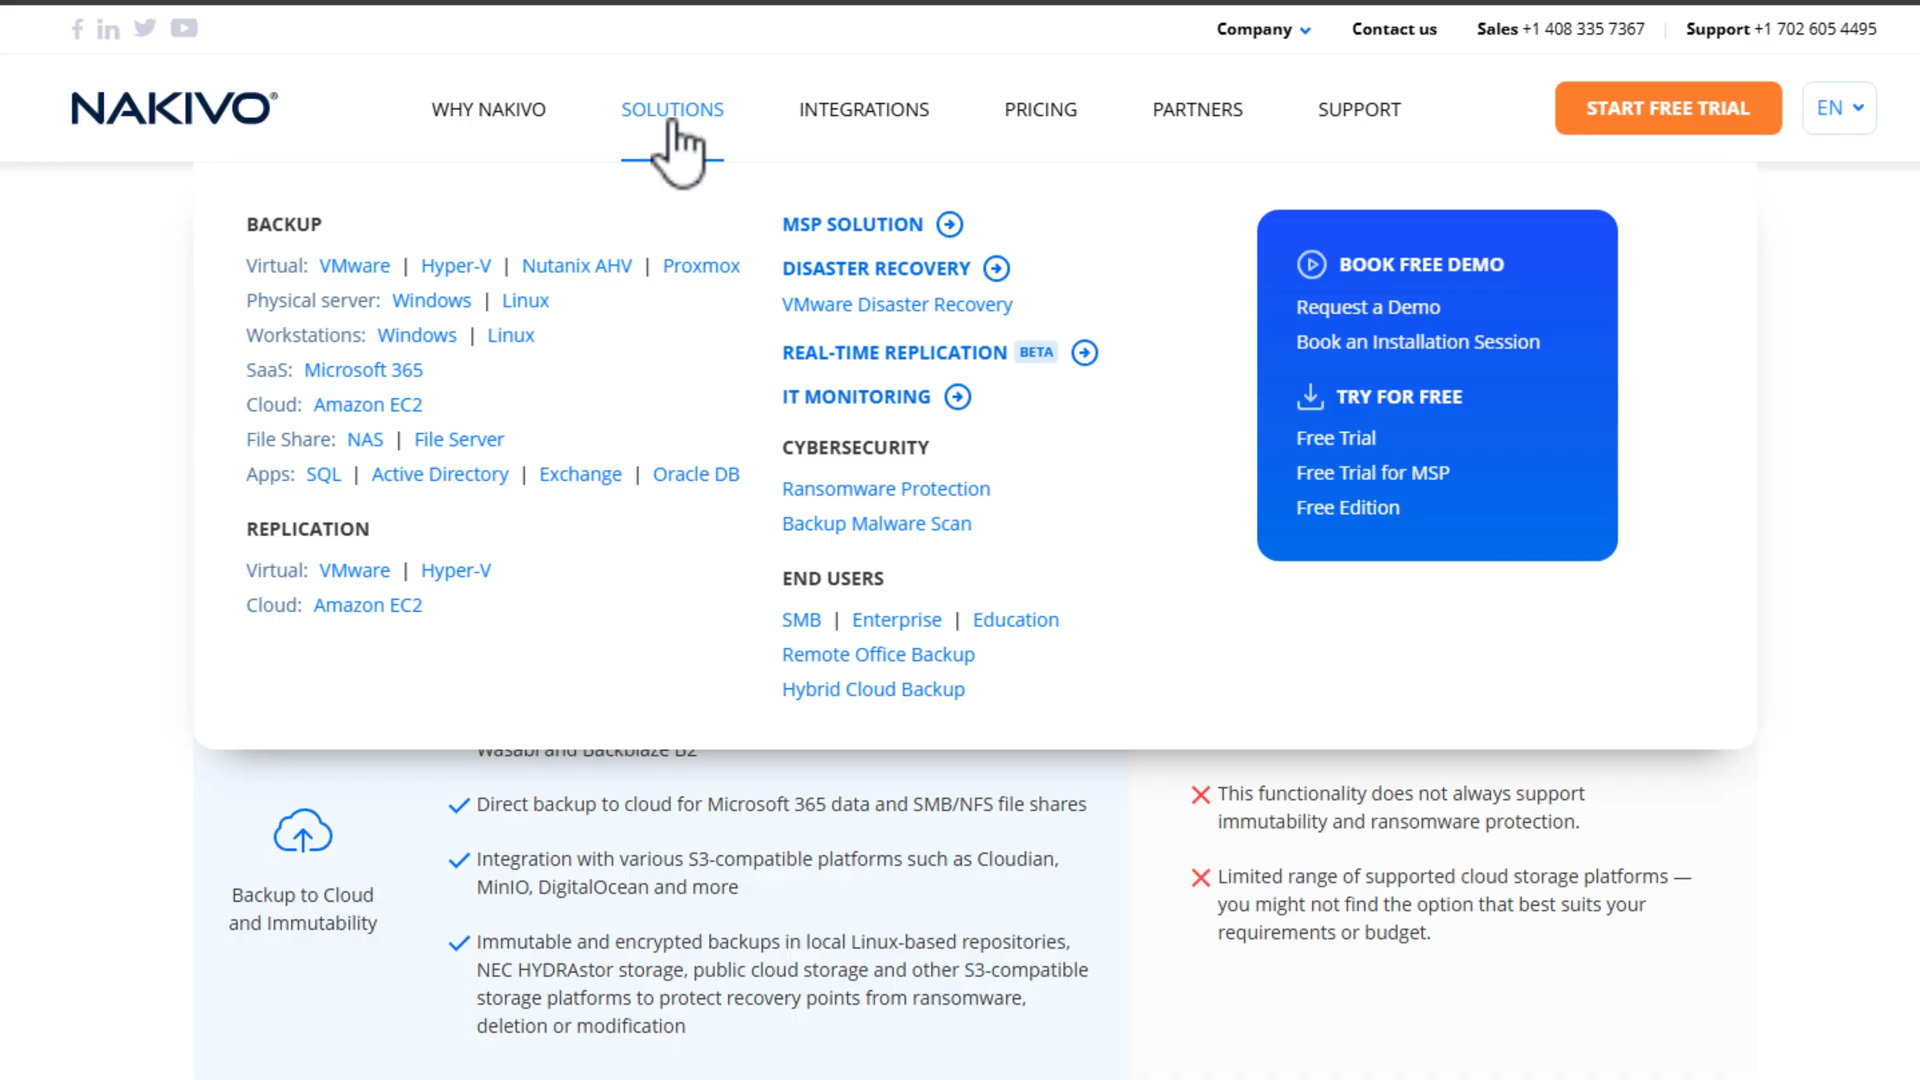 Company
Contact us
Sales +1 408 335 7367
Support +1 702 605 4495
NAKIVO®
WHY NAKIVO
SOLUTIONS
INTEGRATIONS
PRICING
PARTNERS
SUPPORT
START FREE TRIAL
EN
BACKUP
Virtual: VMware | Hyper-V | Nutanix AHV | Proxmox
Physical server: Windows | Linux
Workstations: Windows | Linux
SaaS: Microsoft 365
Cloud: Amazon EC2
File Share: NAS | File Server
Apps: SQL | Active Directory | Exchange | Oracle DB
REPLICATION
Virtual: VMware | Hyper-V
Cloud: Amazon EC2
MSP SOLUTION
DISASTER RECOVERY
VMware Disaster Recovery
REAL-TIME REPLICATION BETA
IT MONITORING
CYBERSECURITY
Ransomware Protection
Backup Malware Scan
END USERS
SMB | Enterprise | Education
Remote Office Backup
Hybrid Cloud Backup
BOOK FREE DEMO
Request a Demo
Book an Installation Session
TRY FOR FREE
Free Trial
Free Trial for MSP
Free Edition
Wasabi and Backblaze B2
Backup to Cloud
and Immutability
Direct backup to cloud for Microsoft 365 data and SMB/NFS file shares
Integration with various S3-compatible platforms such as Cloudian,
MinIO, DigitalOcean and more
Immutable and encrypted backups in local Linux-based repositories,
NEC HYDRAstor storage, public cloud storage and other S3-compatible
storage platforms to protect recovery points from ransomware,
deletion or modification
This functionality does not always support
immutability and ransomware protection.
Limited range of supported cloud storage platforms —
you might not find the option that best suits your
requirements or budget.